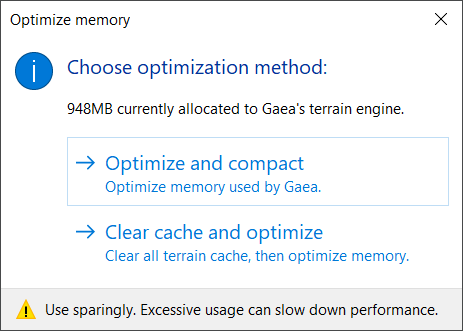 Optimize memory
Choose optimization method:
948MB currently allocated to Gaea's terrain engine.
Optimize and compact
Optimize memory used by Gaea.
Clear cache and optimize
Clear all terrain cache, then optimize memory.
Use sparingly. Excessive usage can slow down performance.